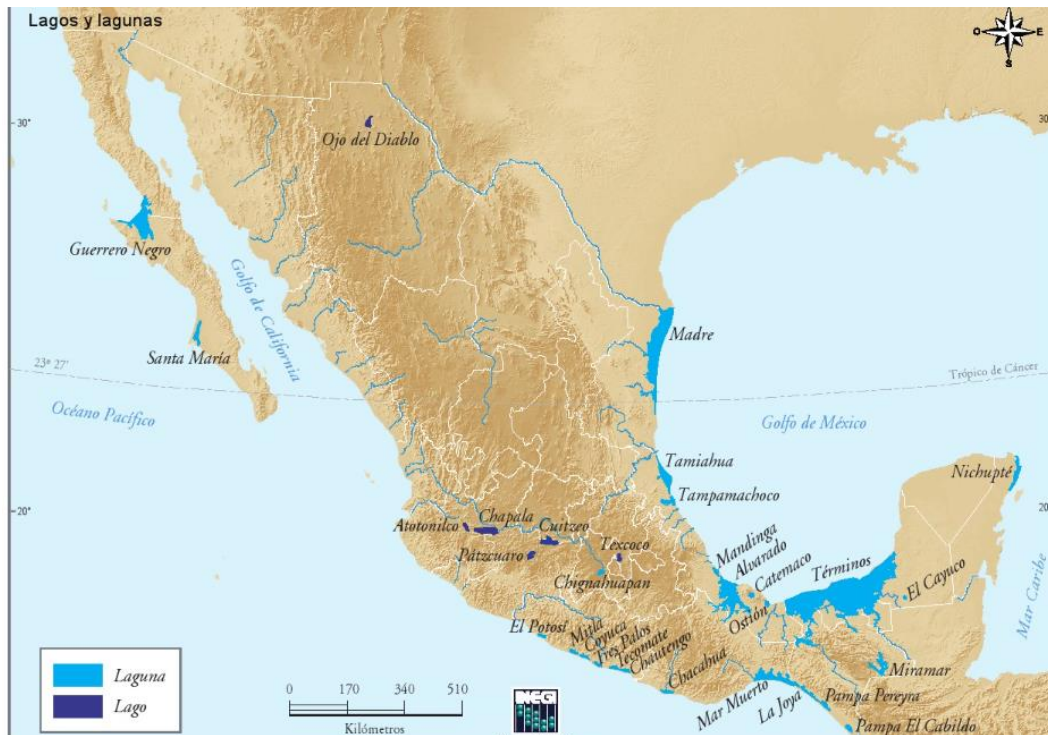 Lagos y lagunas
O
E
S
30°
30
Ojo del Diablo
Guerrero Negro
Golfo de California
Madre
Santa María
23° 27'
Trópico de Cáncer
Océano Pacífico
Golfo de México
Tamiahua
Nichupté
Tampamachoco
20°
20
Atotonilco
Chapala
Cuitzeo
Texcoco
Pátzcuaro
Mandinga
Alvarado
Catemaco
Términos
El Cayuco
Chignahuapan
Ostión
Mar Caribe
El Potosí
Mitla
Coyuca
Tres Palos
Tecomate
Chautengo
Chacahua
Miramar
Mar Muerto
La Joya
Pampa Pereyra
Pampa El Cabildo
Laguna
Lago
0 170 340 510
Kilómetros
INEGI